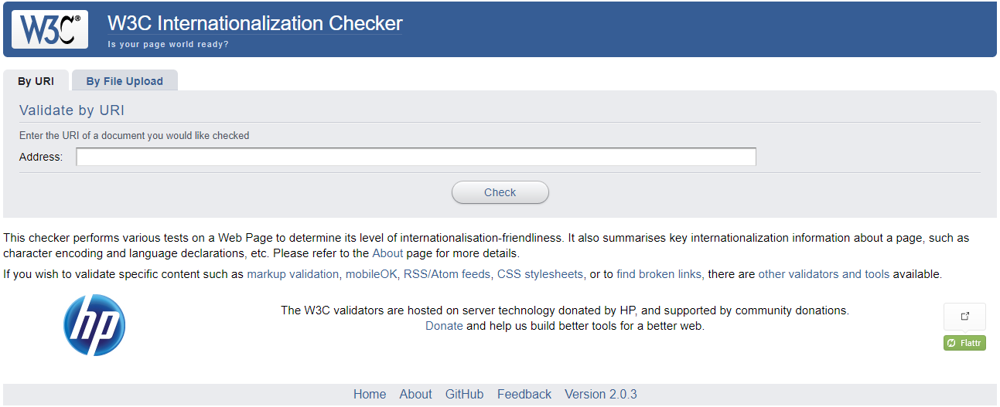 W3C®
W3C Internationalization Checker
Is your page world ready?
By URI
By File Upload
Validate by URI
Enter the URI of a document you would like checked
Address:
Check
This checker performs various tests on a Web Page to determine its level of internationalisation-friendliness. It also summarises key internationalization information about a page, such as
character encoding and language declarations, etc. Please refer to the About page for more details.
If you wish to validate specific content such as markup validation, mobileOK, RSS/Atom feeds, CSS stylesheets, or to find broken links, there are other validators and tools available.
hp
The W3C validators are hosted on server technology donated by HP, and supported by community donations.
Donate and help us build better tools for a better web.
Flattr
Home About GitHub Feedback Version 2.0.3